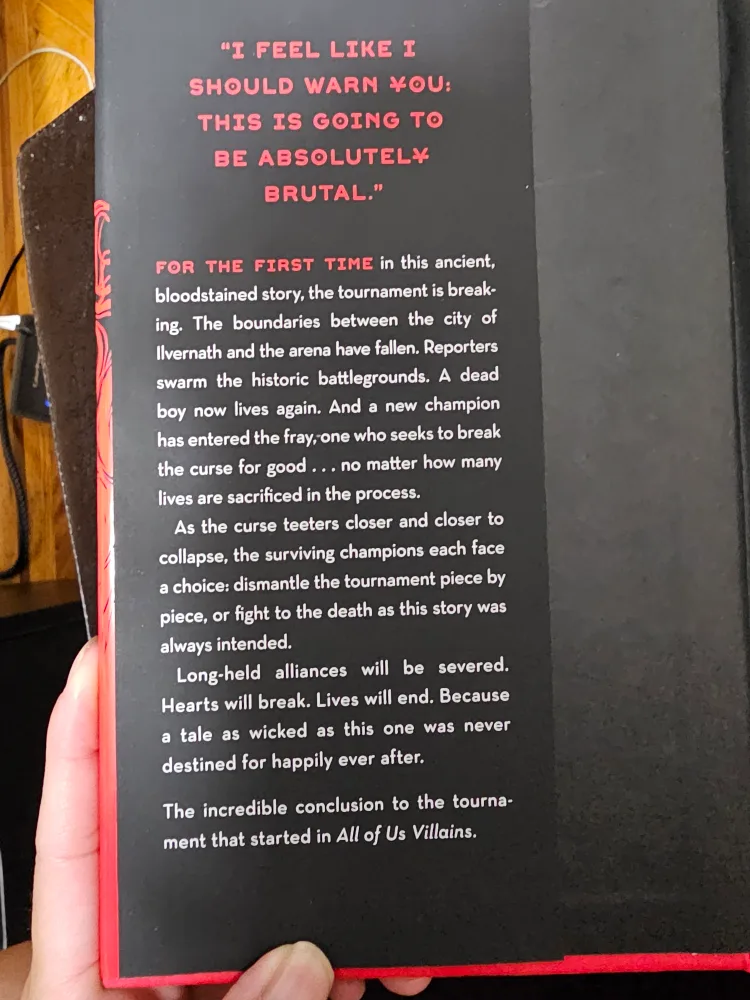 "I FEEL LIKE I
SHOULD WARN YOU:
THIS IS GOING TO
BE ABSOLUTELY
BRUTAL."
FOR THE FIRST TIME in this ancient,
bloodstained story, the tournament is break-
ing. The boundaries between the city of
Ilvernath and the arena have fallen. Reporters
swarm the historic battlegrounds. A dead
boy now lives again. And a new champion
has entered the fray, one who seeks to break
the curse for good . . . no matter how many
lives are sacrificed in the process.
As the curse teeters closer and closer to
collapse, the surviving champions each face
a choice: dismantle the tournament piece by
piece, or fight to the death as this story was
always intended.
Long-held alliances will be severed.
Hearts will break. Lives will end. Because
a tale as wicked as this one was never
destined for happily ever after.
The incredible conclusion to the tourna-
ment that started in All of Us Villains.